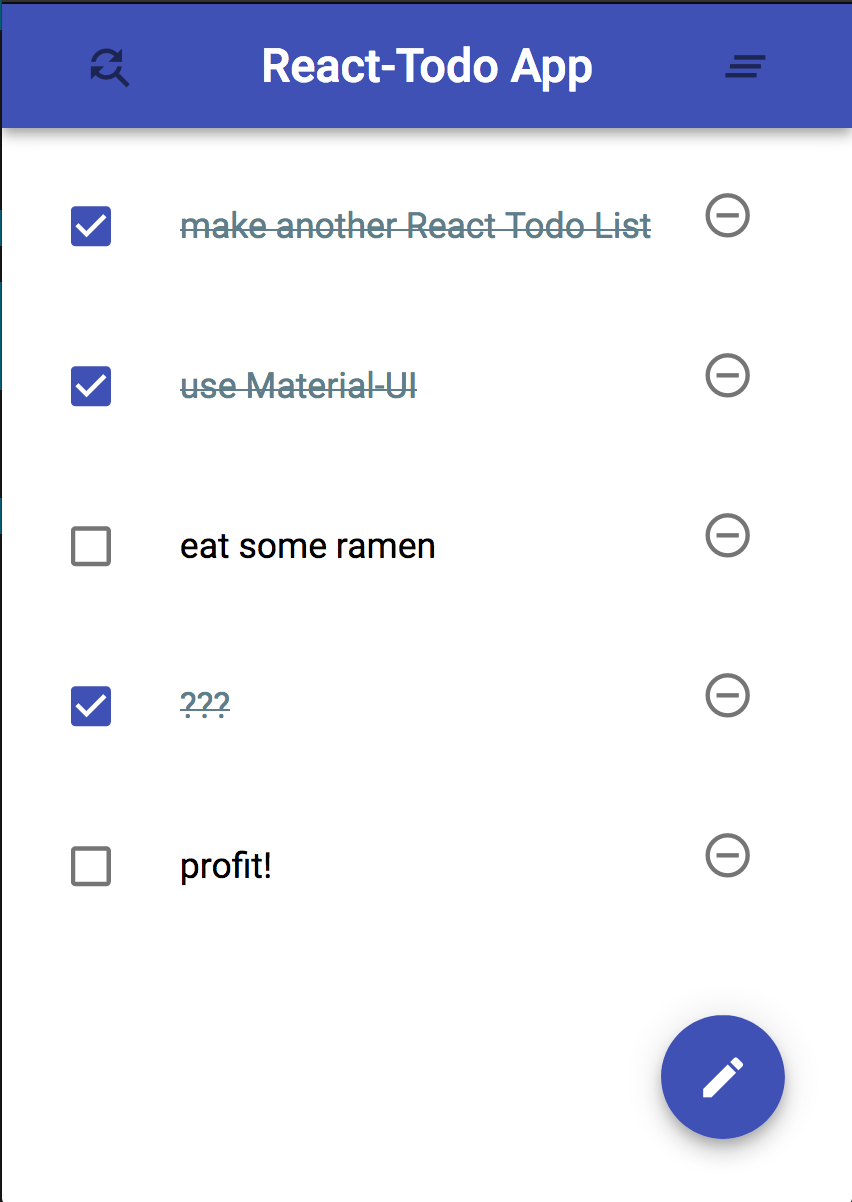 React-Todo App
make another React Todo List
use Material-UI
eat some ramen
???
profit!